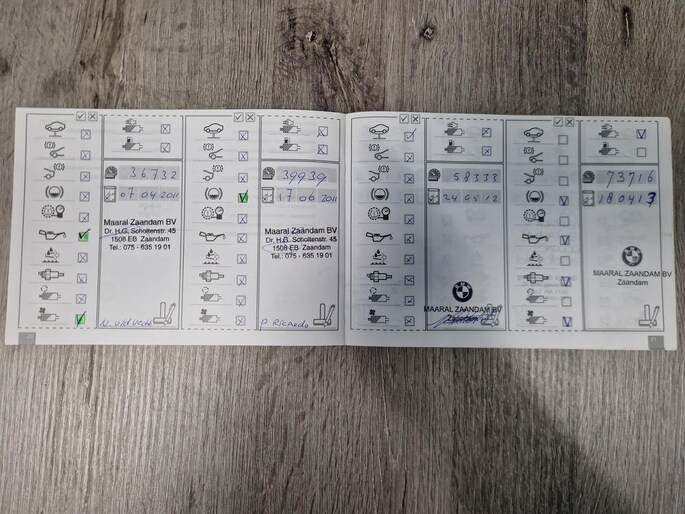 36732
07 04 2011
Maaral Zaandam BV
Dr. H.G. Scholtenstr. 45
1508 EB Zaandam
Tel.: 075 - 635 19 01
39939
17 06 2011
Maaral Zaandam BV
Dr. H.G. Scholtenstr. 45
1508 EB Zaandam
Tel.: 075 - 635 19 01
P. Ricardo
58333
24 05 12
MAARAL ZAANDAM BV
Zaandam
73716
180413
MAARAL ZAANDAM BV
Zaandam